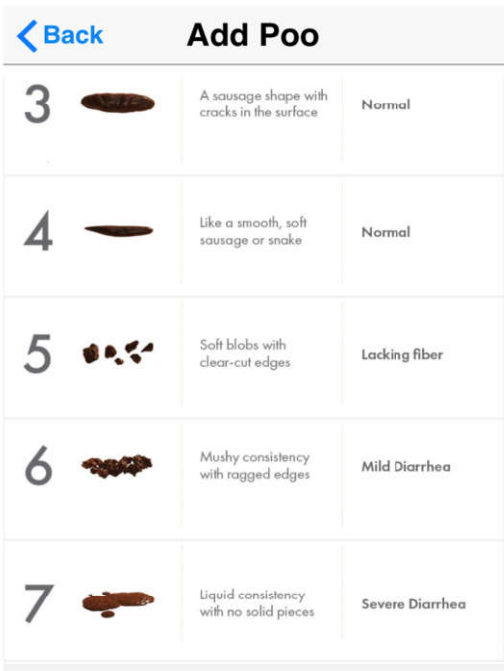 Back
Add Poo
3
A sausage shape with
cracks in the surface
Normal
4
Like a smooth, soft
sausage or snake
Normal
5
Soft blobs with
clear-cut edges
Lacking fiber
6
Mushy consistency
with ragged edges
Mild Diarrhea
7
Liquid consistency
with no solid pieces
Severe Diarrhea